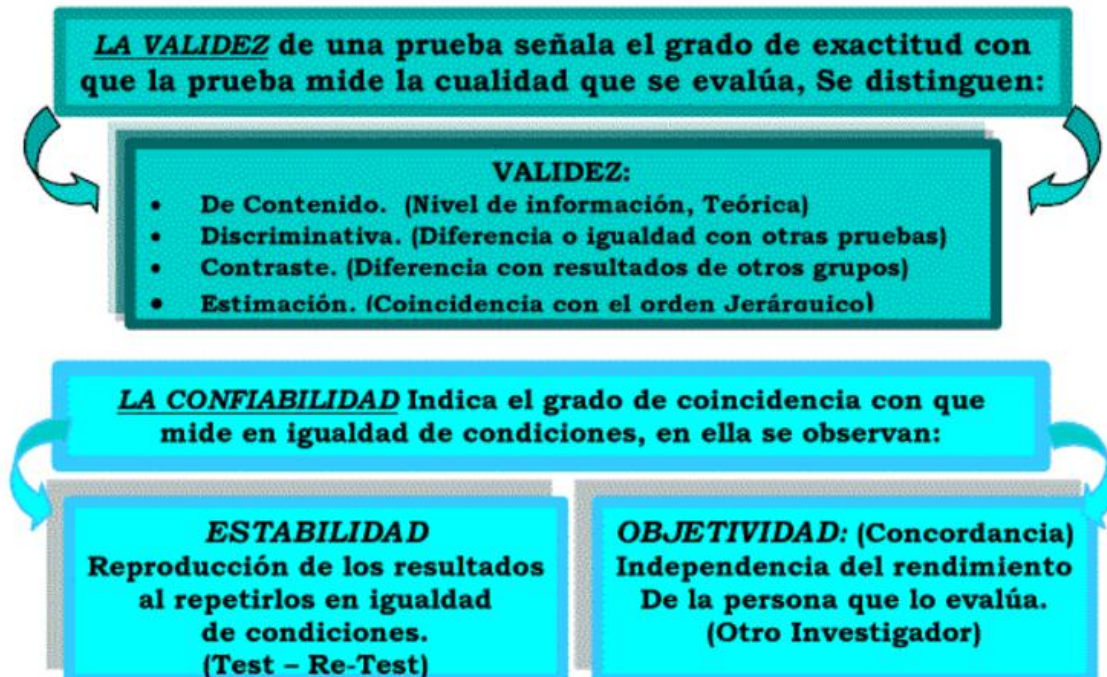 LA VALIDEZ de una prueba señala el grado de exactitud con
que la prueba mide la cualidad que se evalúa, Se distinguen:
VALIDEZ:
• De Contenido. (Nivel de información, Teórica)
• Discriminativa. (Diferencia o igualdad con otras pruebas)
• Contraste. (Diferencia con resultados de otros grupos)
• Estimación. (Coincidencia con el orden Jerárquico)
LA CONFIABILIDAD Indica el grado de coincidencia con que
mide en igualdad de condiciones, en ella se observan:
ESTABILIDAD
Reproducción de los resultados
al repetirlos en igualdad
de condiciones.
(Test – Re-Test)
OBJETIVIDAD: (Concordancia)
Independencia del rendimiento
De la persona que lo evalúa.
(Otro Investigador)